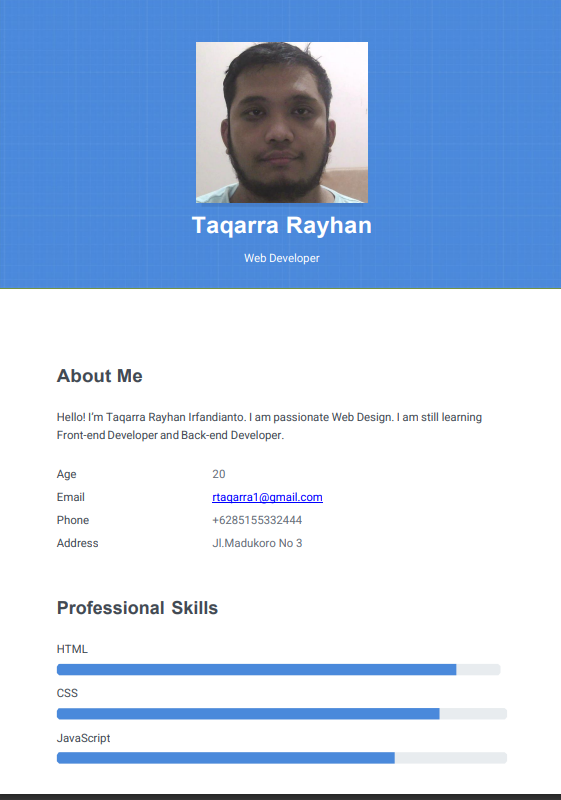 Taqarra Rayhan
Web Developer
About Me
Hello! I'm Taqarra Rayhan Irfandianto. I am passionate Web Design. I am still learning
Front-end Developer and Back-end Developer.
Age 20
Email rtaqarra1@gmail.com
Phone +6285155332444
Address Jl.Madukoro No 3
Professional Skills
HTML
CSS
JavaScript